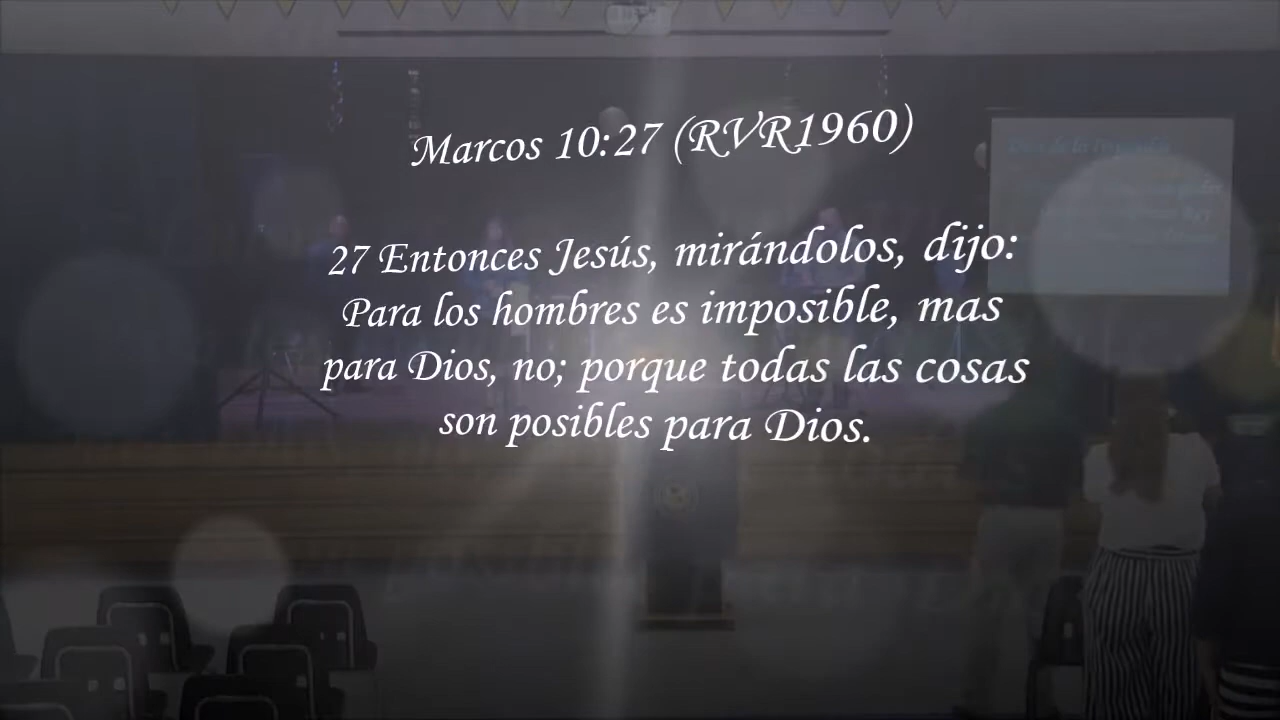 Marcos 10:27 (RVR1960)
27 Entonces Jesús, mirándolos, dijo:
Para los hombres es imposible, mas
para Dios, no; porque todas las cosas
son posibles para Dios.